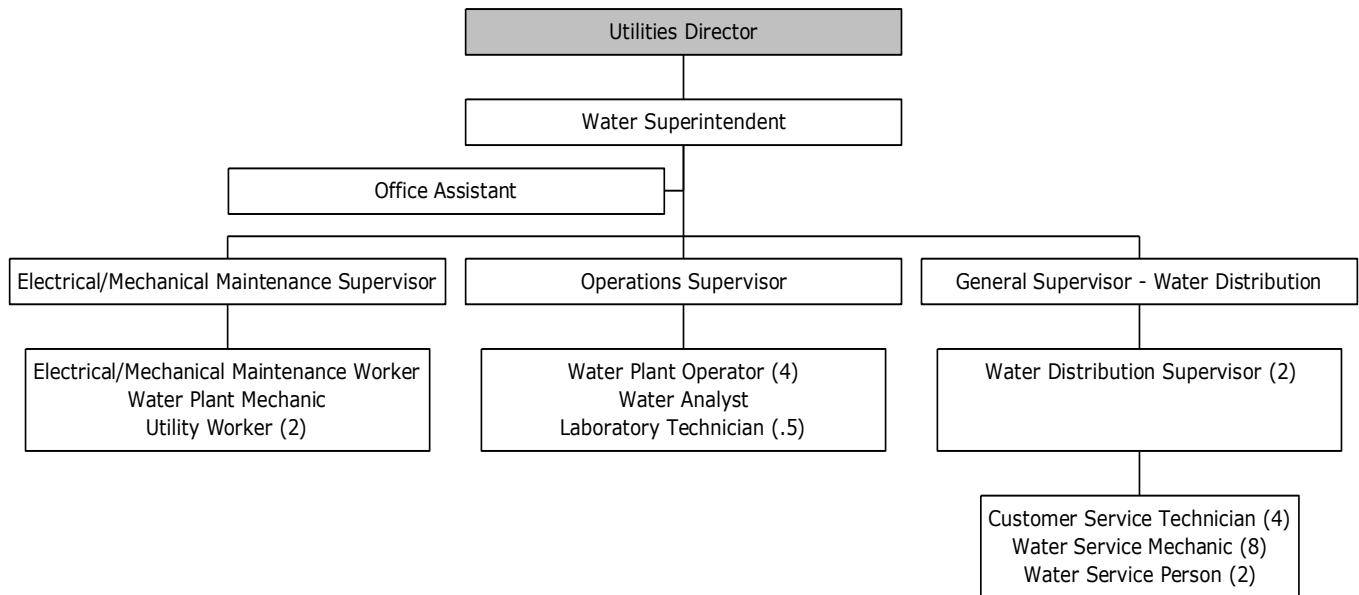 Utilities Director
Water Superintendent
Office Assistant
Electrical/Mechanical Maintenance Supervisor
Operations Supervisor
General Supervisor - Water Distribution
Electrical/Mechanical Maintenance Worker
Water Plant Mechanic
Utility Worker (2)
Water Plant Operator (4)
Water Analyst
Laboratory Technician (.5)
Water Distribution Supervisor (2)
Customer Service Technician (4)
Water Service Mechanic (8)
Water Service Person (2)